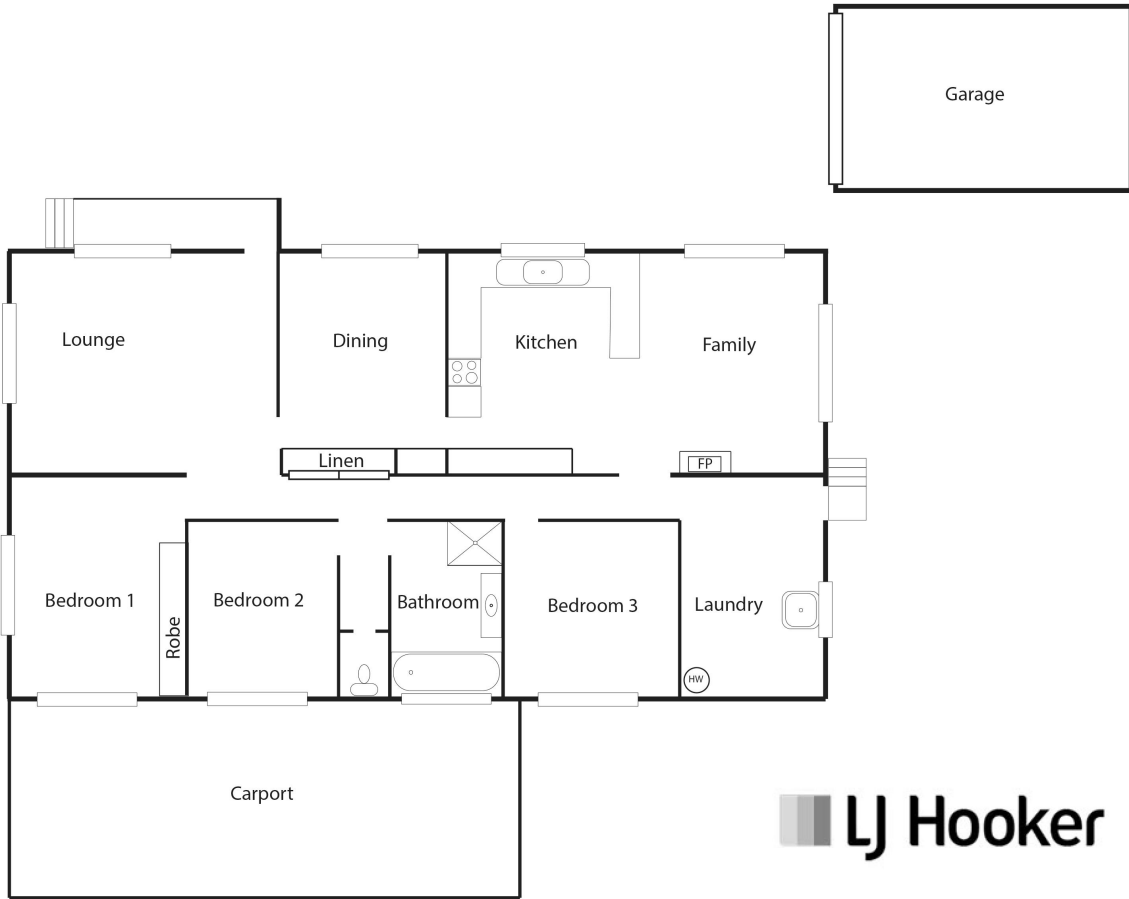 Garage
Lounge
Dining
Kitchen
Family
Linen
FP
Bedroom 1
Robe
Bedroom 2
Bathroom
Bedroom 3
Laundry
HW
Carport
LJ Hooker